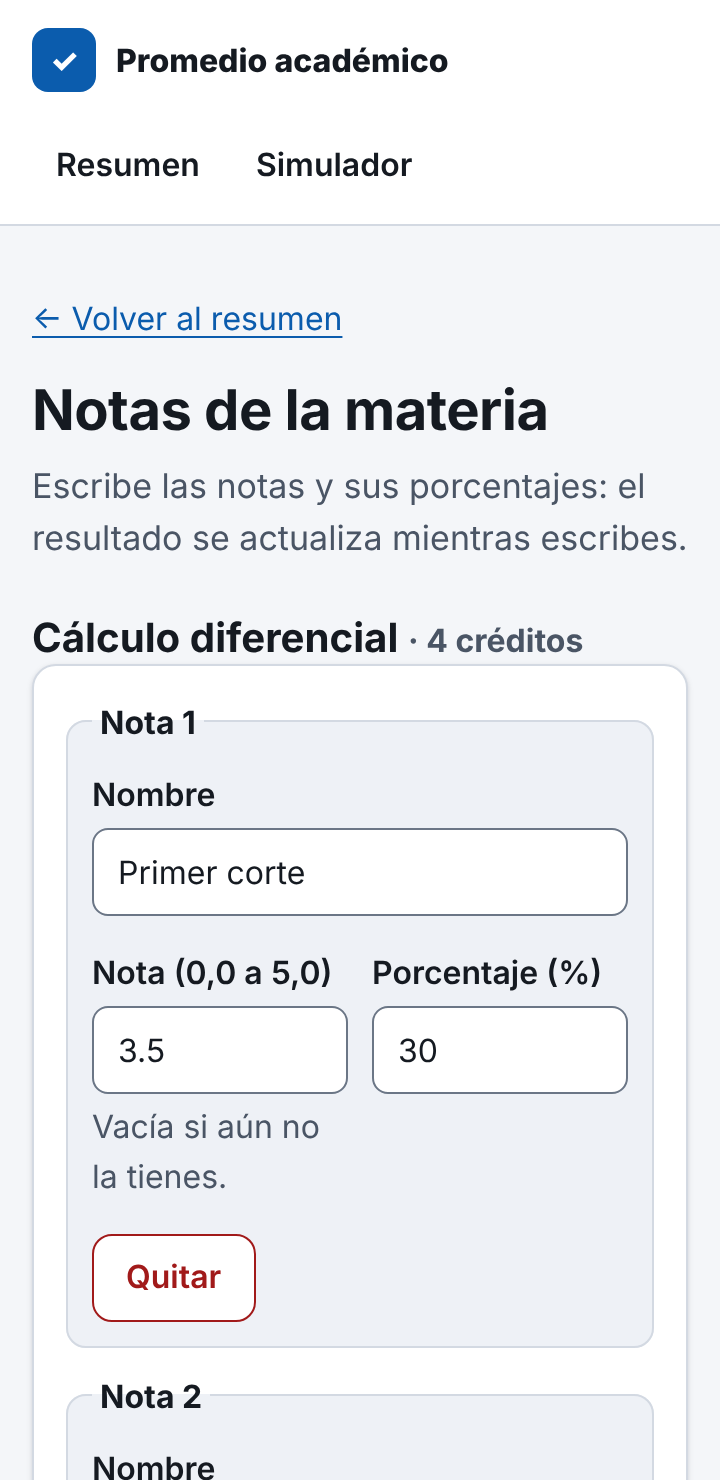 Promedio académico
Resumen Simulador
← Volver al resumen
Notas de la materia
Escribe las notas y sus porcentajes: el
resultado se actualiza mientras escribes.
Cálculo diferencial · 4 créditos
Nota 1
Nombre
Primer corte
Nota (0,0 a 5,0) Porcentaje (%)
3.5 30
Vacía si aún no
la tienes.
Quitar
Nota 2
Nombre